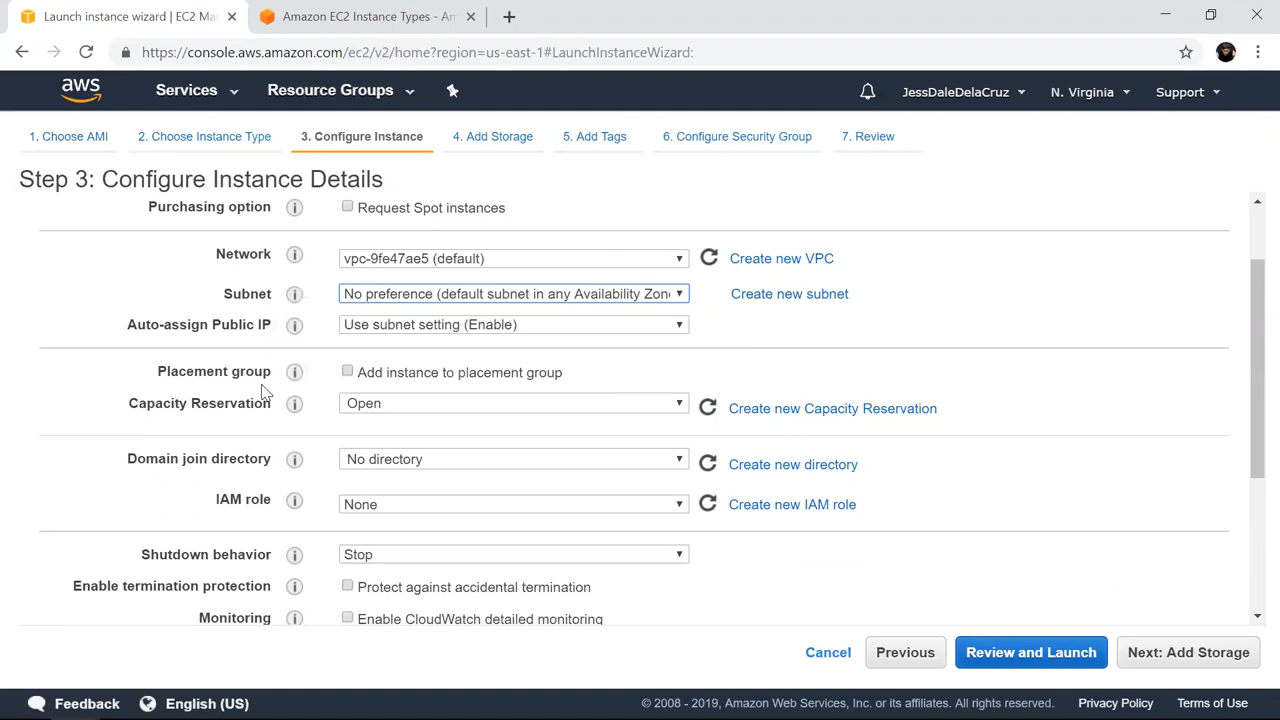 Launch instance wizard | EC2 Ma
Amazon EC2 Instance Types - Am
https://console.aws.amazon.com/ec2/v2/home?region=us-east-1#LaunchInstanceWizard:
aws
Services
Resource Groups
JessDaleDelaCruz
N. Virginia
Support
1. Choose AMI
2. Choose Instance Type
3. Configure Instance
4. Add Storage
5. Add Tags
6. Configure Security Group
7. Review
Step 3: Configure Instance Details
Purchasing option
Request Spot instances
Network
vpc-9fe47ae5 (default)
Create new VPC
Subnet
No preference (default subnet in any Availability Zon
Create new subnet
Auto-assign Public IP
Use subnet setting (Enable)
Placement group
Add instance to placement group
Capacity Reservation
Open
Create new Capacity Reservation
Domain join directory
No directory
Create new directory
IAM role
None
Create new IAM role
Shutdown behavior
Stop
Enable termination protection
Protect against accidental termination
Monitoring
Enable CloudWatch detailed monitoring
Cancel
Previous
Review and Launch
Next: Add Storage
Feedback
English (US)
© 2008 - 2019, Amazon Web Services, Inc. or its affiliates. All rights reserved.
Privacy Policy
Terms of Use